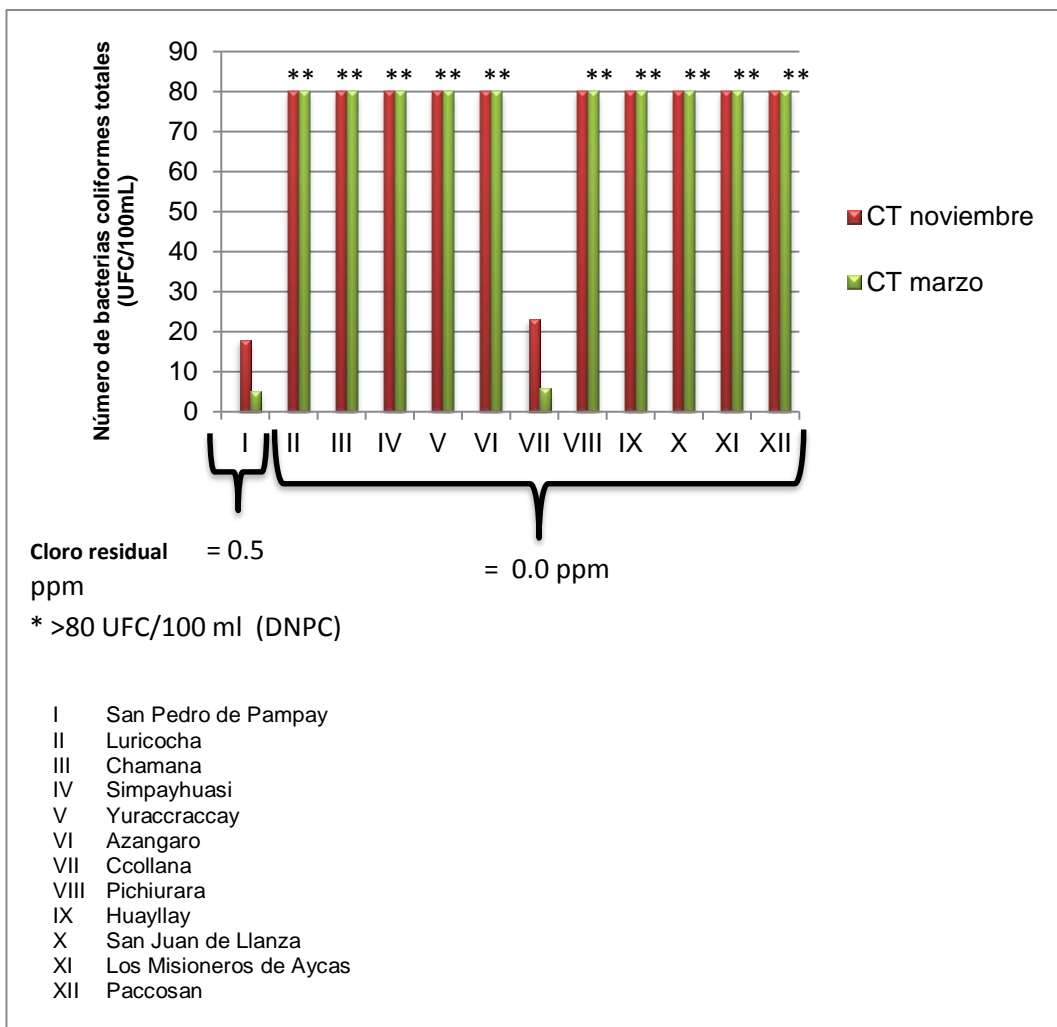 Número de bacterias coliformes totales
(UFC/100mL)
90
80
70
60
50
40
30
20
10
0
** ** ** ** ** ** ** ** ** **
I II III IV V VI VII VIII IX X XI XII
CT noviembre
CT marzo
Cloro residual = 0.5
ppm
= 0.0 ppm
* >80 UFC/100 ml (DNPC)
I San Pedro de Pampay
II Luricocha
III Chamana
IV Simpayhuasi
V Yuraccraccay
VI Azangaro
VII Ccollana
VIII Pichiurara
IX Huayllay
X San Juan de Llanza
XI Los Misioneros de Aycas
XII Paccosan